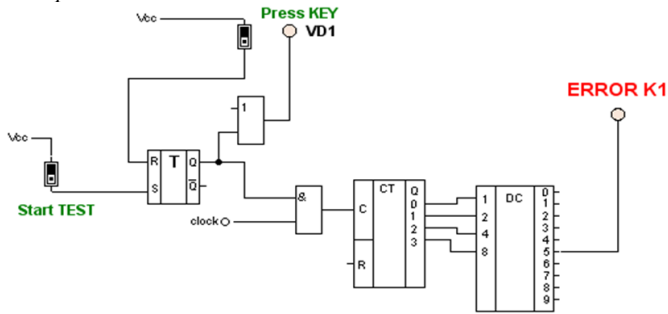 Press KEY
Vcc
VD1
ERROR K1
1
Vcc
R T Q
S Q
Start TEST
&
clock
CT Q
C 0
1
2
3
R
1 DC 0
2 1
4 2
8 3
4
5
6
7
8
9